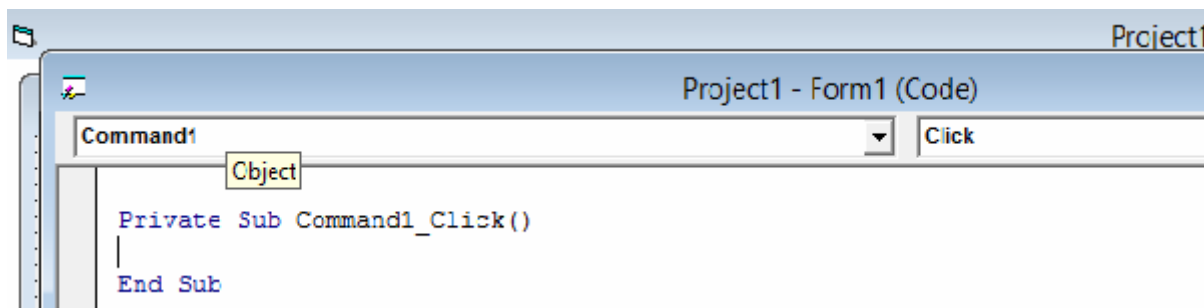 Project1
Project1 - Form1 (Code)
Command1 Click
Object
Private Sub Command1_Click()
End Sub